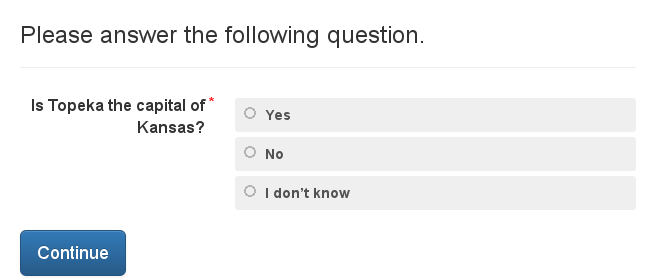 Please answer the following question.
Is Topeka the capital of *
Kansas?
Yes
No
I don't know
Continue